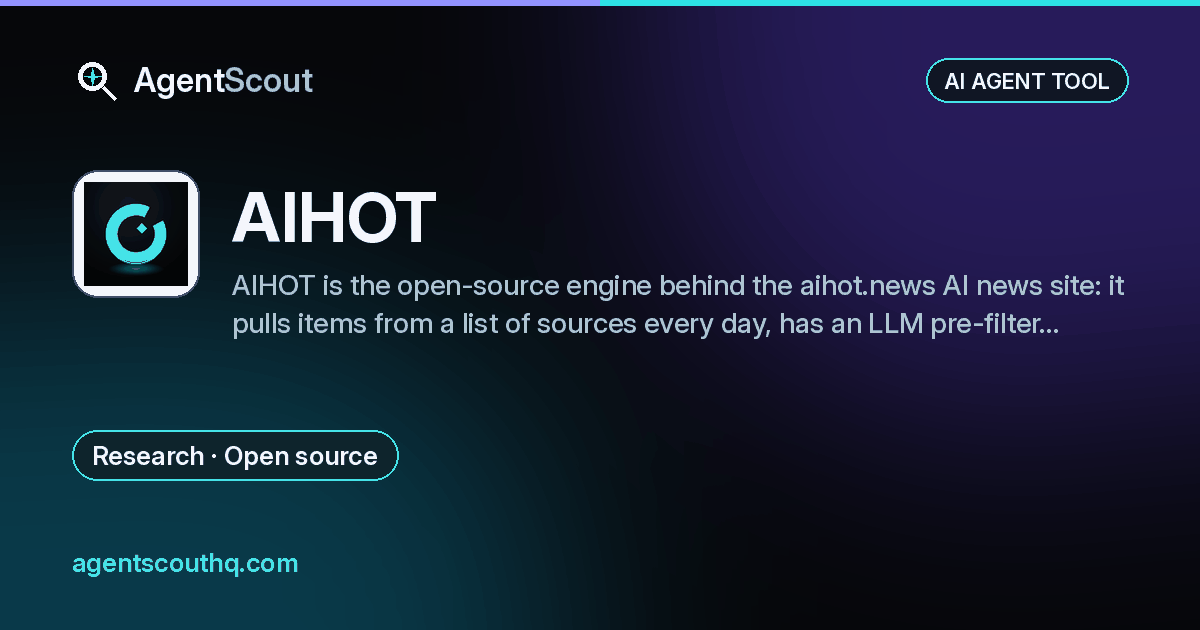 AgentScout
AI AGENT TOOL
AIHOT
AIHOT is the open-source engine behind the aihot.news AI news site: it
pulls items from a list of sources every day, has an LLM pre-filter...
Research · Open source
agentscouthq.com